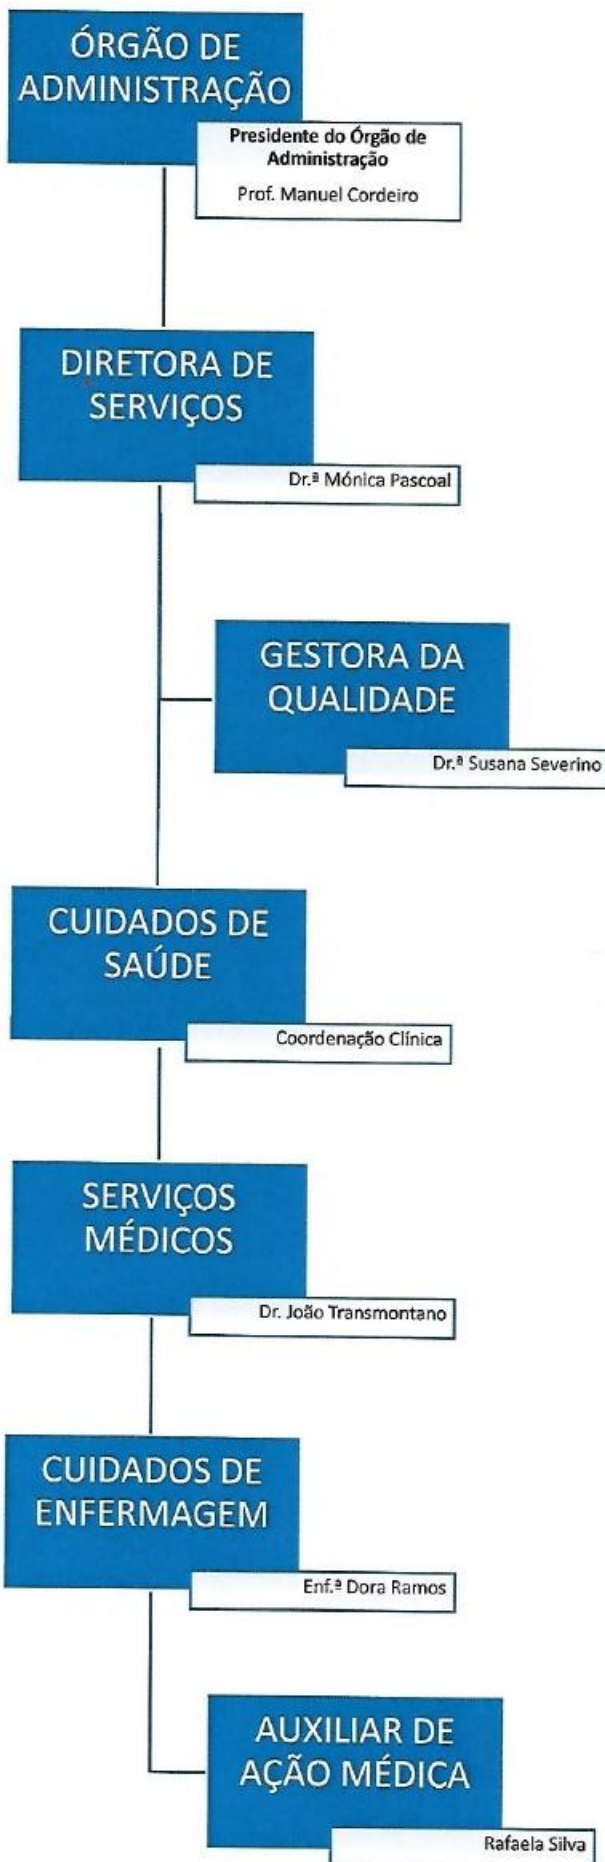 ÓRGÃO DE
ADMINISTRAÇÃO
Presidente do Órgão de
Administração
Prof. Manuel Cordeiro
DIRETORA DE
SERVIÇOS
Dr.ª Mónica Pascoal
GESTORA DA
QUALIDADE
Dr.ª Susana Severino
CUIDADOS DE
SAÚDE
Coordenação Clínica
SERVIÇOS
MÉDICOS
Dr. João Transmontano
CUIDADOS DE
ENFERMAGEM
Enf.ª Dora Ramos
AUXILIAR DE
AÇÃO MÉDICA
Rafaela Silva